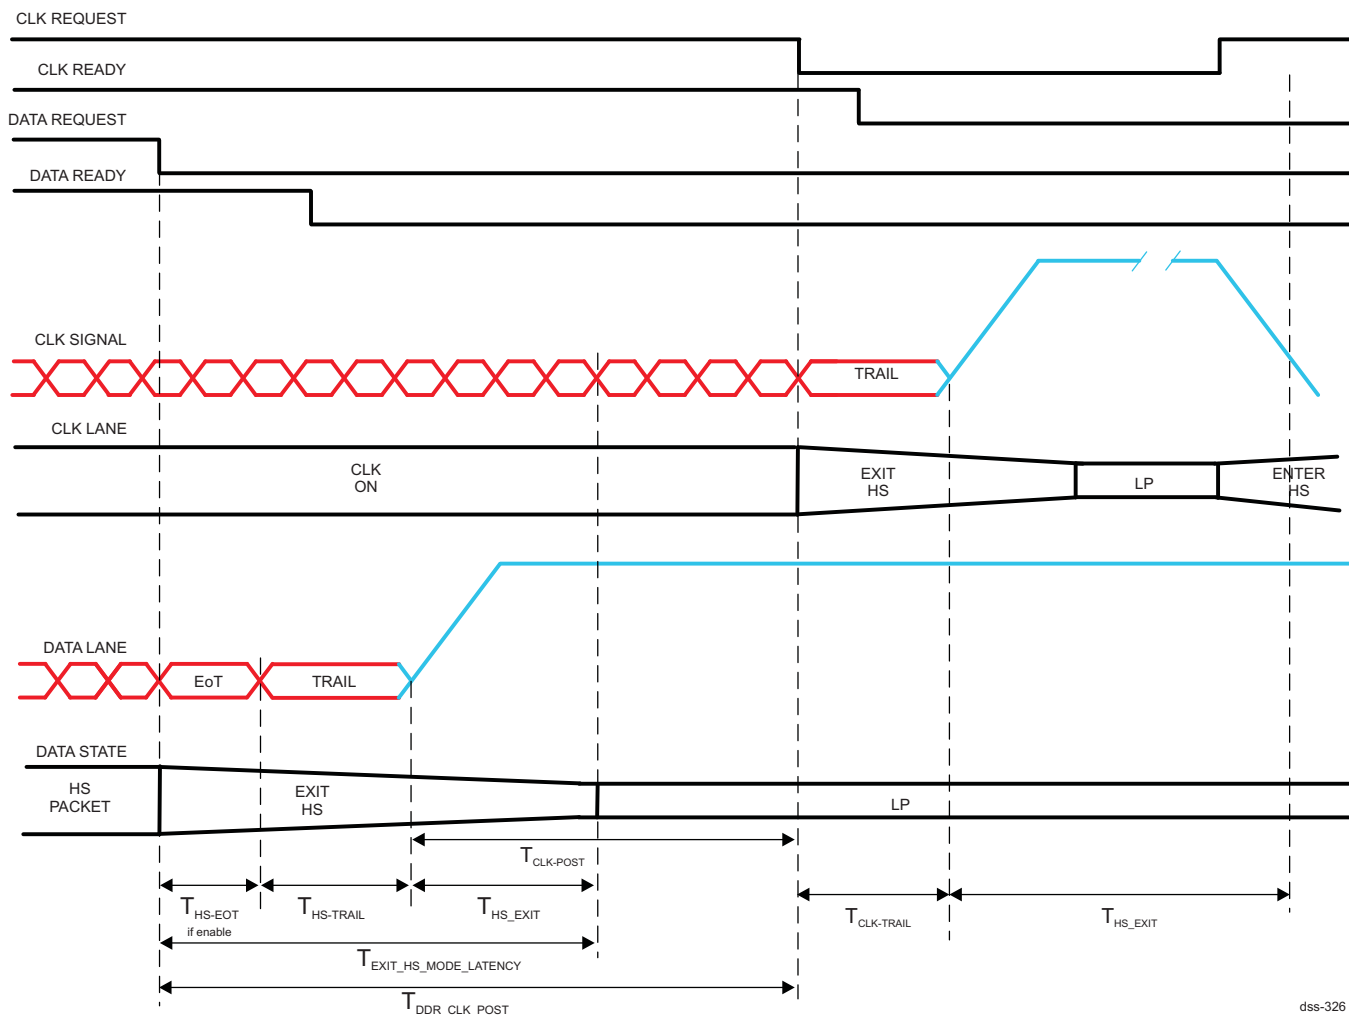 CLK REQUEST
CLK READY
DATA REQUEST
DATA READY
CLK SIGNAL
TRAIL
CLK LANE
CLK
ON
EXIT
HS
LP
ENTER
HS
DATA LANE
EoT
TRAIL
DATA STATE
HS
PACKET
EXIT
HS
LP
TCLK-POST
THS-EOT
if enable
THS-TRAIL
THS_EXIT
TCLK-TRAIL
THS_EXIT
TEXIT_HS_MODE_LATENCY
TDDR_CLK_POST
dss-326